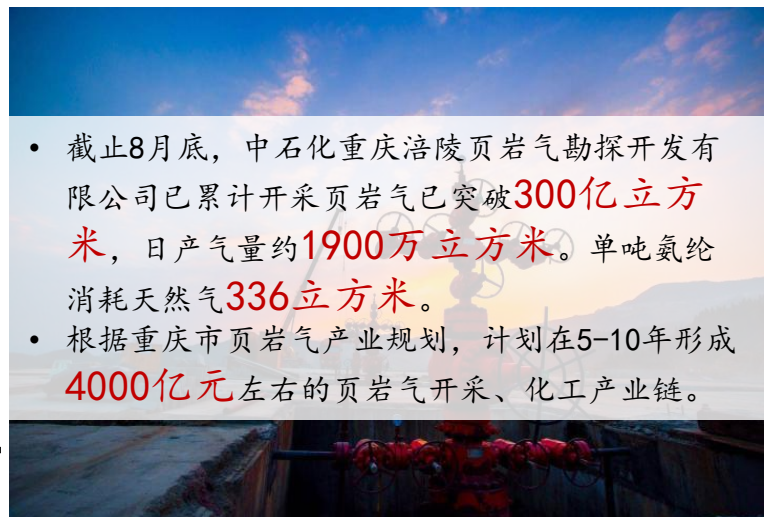 • 截止8月底，中石化重庆涪陵页岩气勘探开发有
限公司已累计开采页岩气已突破300亿立方
米，日产气量约1900万立方米。单吨氨纶
消耗天然气336立方米。
• 根据重庆市页岩气产业规划，计划在5-10年形成
4000亿元左右的页岩气开采、化工产业链。